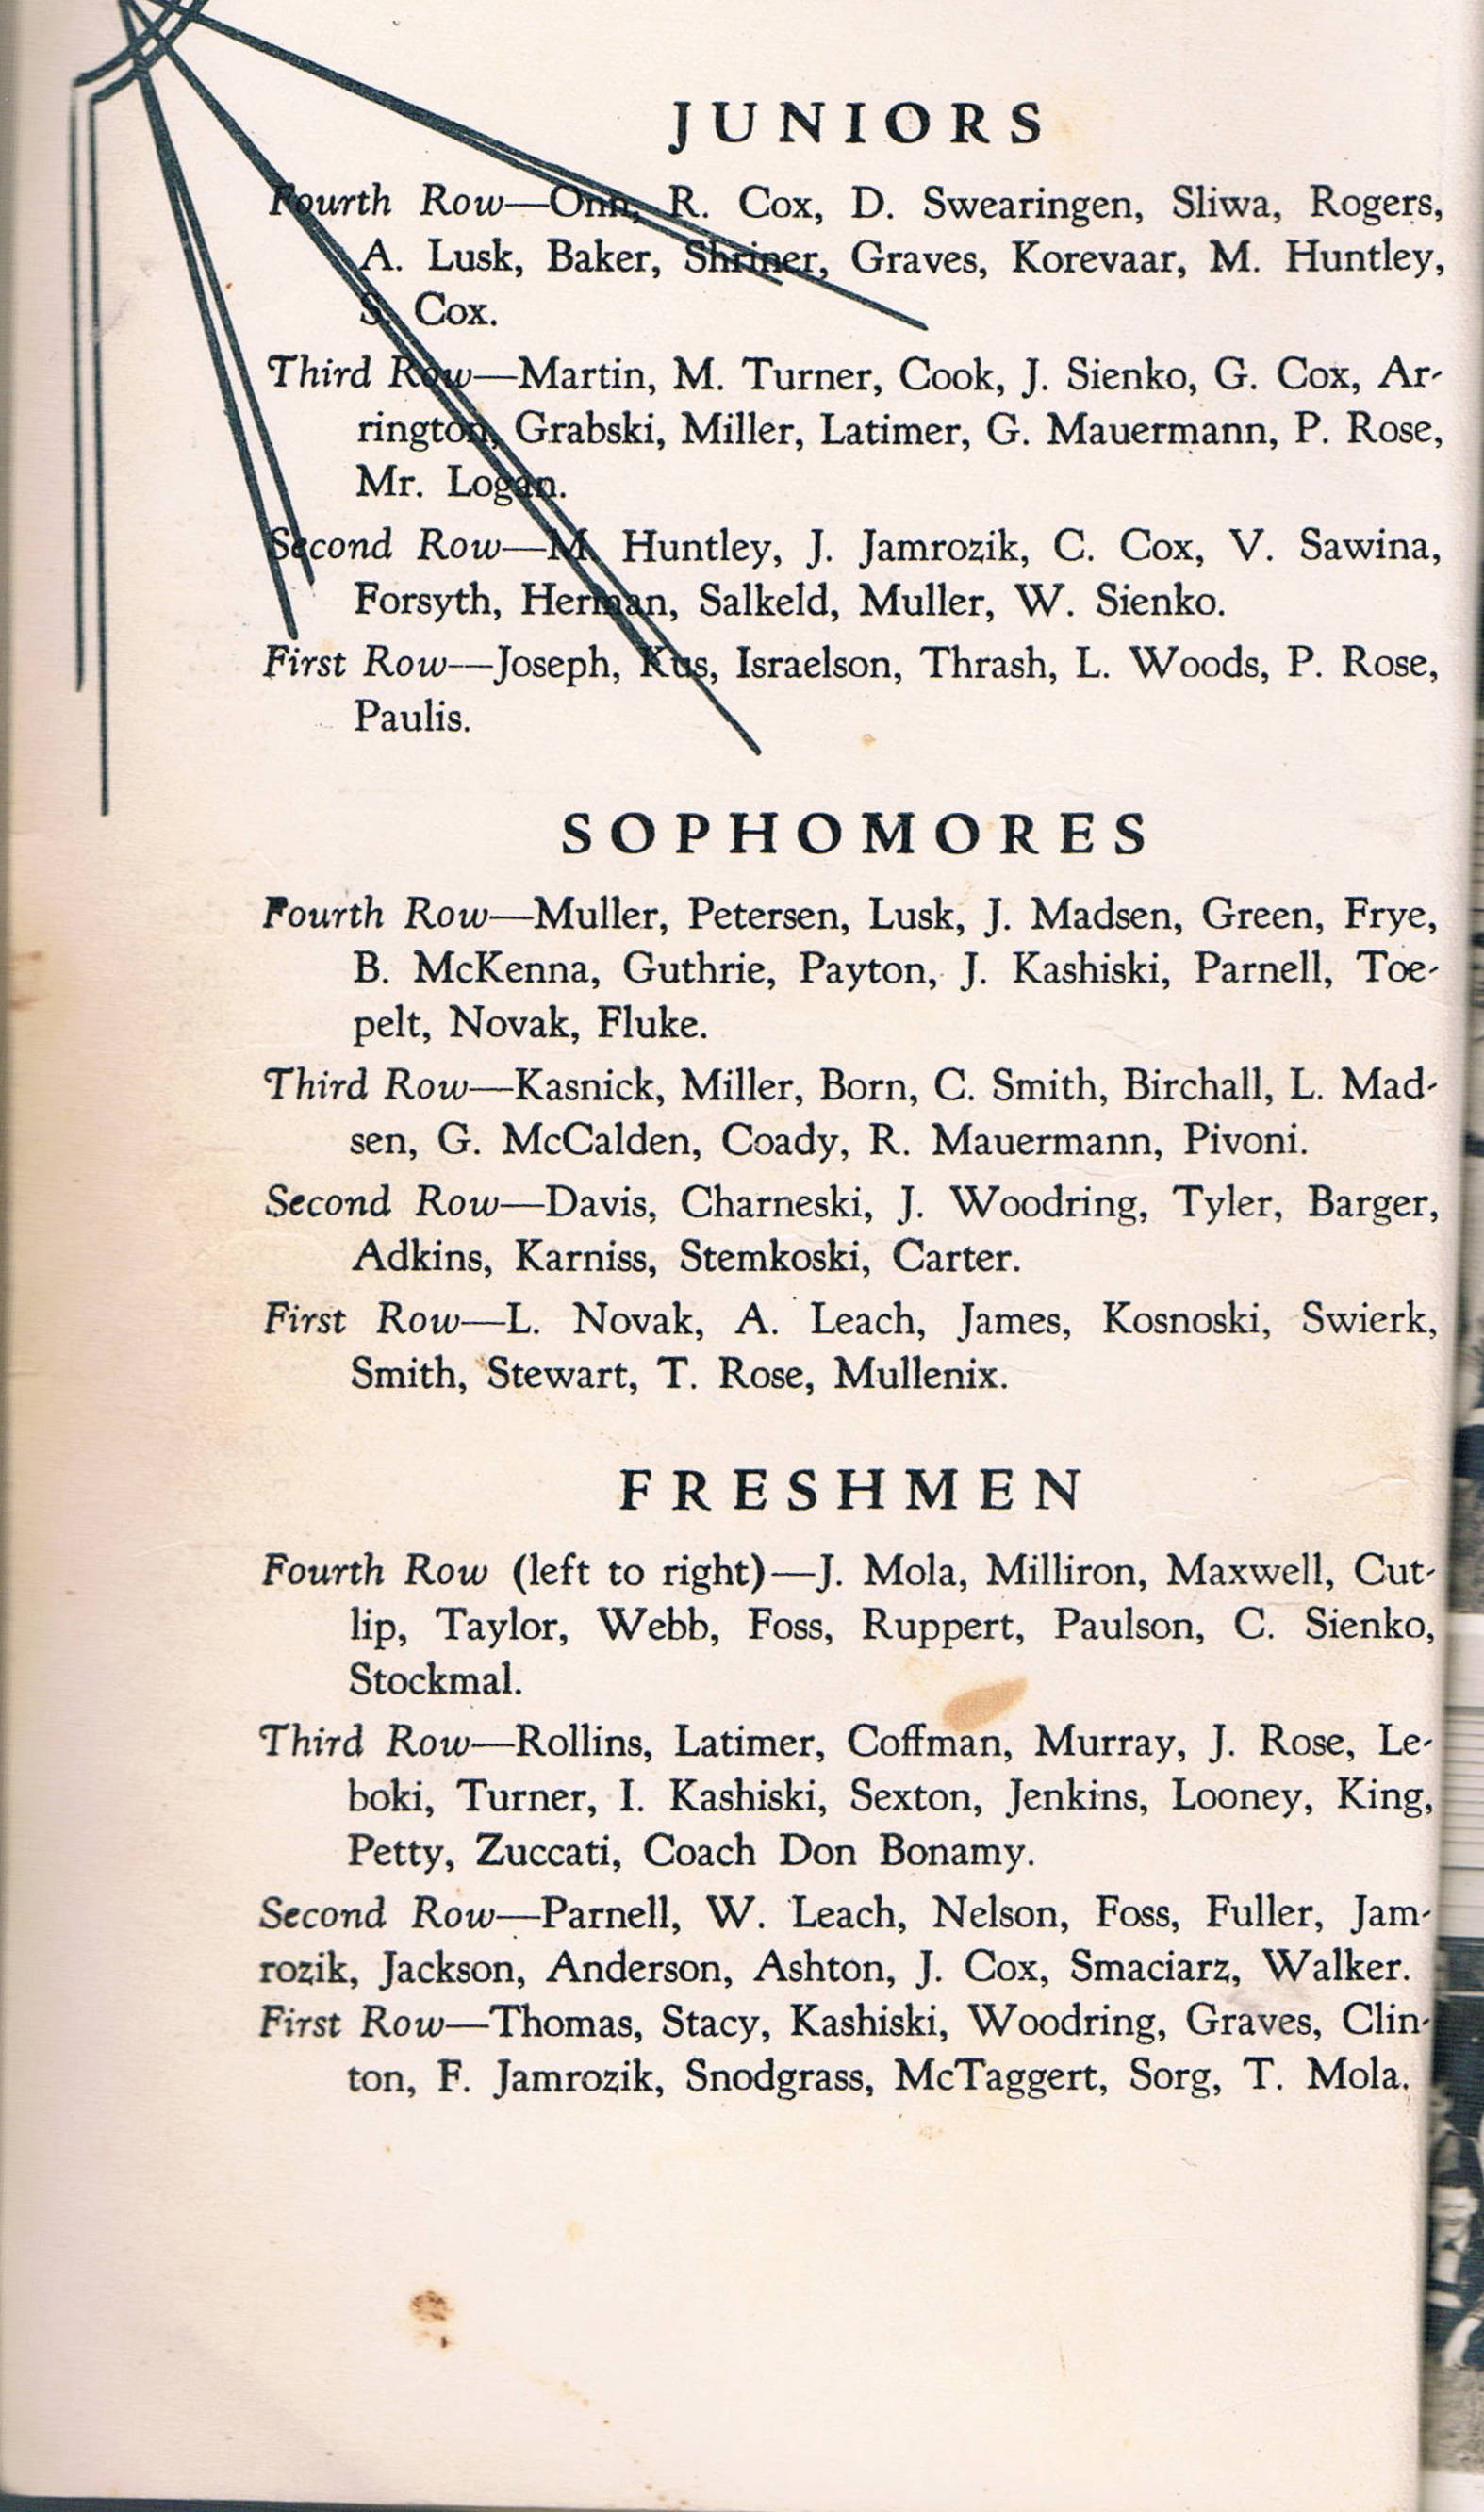 JUNIORS
Fourth Row—Orin, R. Cox, D. Swearingen, Sliwa, Rogers,
A. Lusk, Baker, Shriner, Graves, Korevaar, M. Huntley,
S. Cox.
Third Row—Martin, M. Turner, Cook, J. Sienko, G. Cox, Ar-
rington, Grabski, Miller, Latimer, G. Mauermann, P. Rose,
Mr. Logan.
Second Row—M. Huntley, J. Jamrozik, C. Cox, V. Sawina,
Forsyth, Herman, Salkeld, Muller, W. Sienko.
First Row—Joseph, Kus, Israelson, Thrash, L. Woods, P. Rose,
Paulis.
SOPHOMORES
Fourth Row—Muller, Petersen, Lusk, J. Madsen, Green, Frye,
B. McKenna, Guthrie, Payton, J. Kashiski, Parnell, Toe-
pelt, Novak, Fluke.
Third Row—Kasnick, Miller, Born, C. Smith, Birchall, L. Mad-
sen, G. McCalden, Coady, R. Mauermann, Pivoni.
Second Row—Davis, Charneski, J. Woodring, Tyler, Barger,
Adkins, Karniss, Stemkoski, Carter.
First Row—L. Novak, A. Leach, James, Kosnoski, Swierk,
Smith, Stewart, T. Rose, Mullenix.
FRESHMEN
Fourth Row (left to right)—J. Mola, Milliron, Maxwell, Cut-
lip, Taylor, Webb, Foss, Ruppert, Paulson, C. Sienko,
Stockmal.
Third Row—Rollins, Latimer, Coffman, Murray, J. Rose, Le-
boki, Turner, I. Kashiski, Sexton, Jenkins, Looney, King,
Petty, Zuccati, Coach Don Bonamy.
Second Row—Parnell, W. Leach, Nelson, Foss, Fuller, Jam-
rozik, Jackson, Anderson, Ashton, J. Cox, Smaciarz, Walker.
First Row—Thomas, Stacy, Kashiski, Woodring, Graves, Clin-
ton, F. Jamrozik, Snodgrass, McTaggert, Sorg, T. Mola.